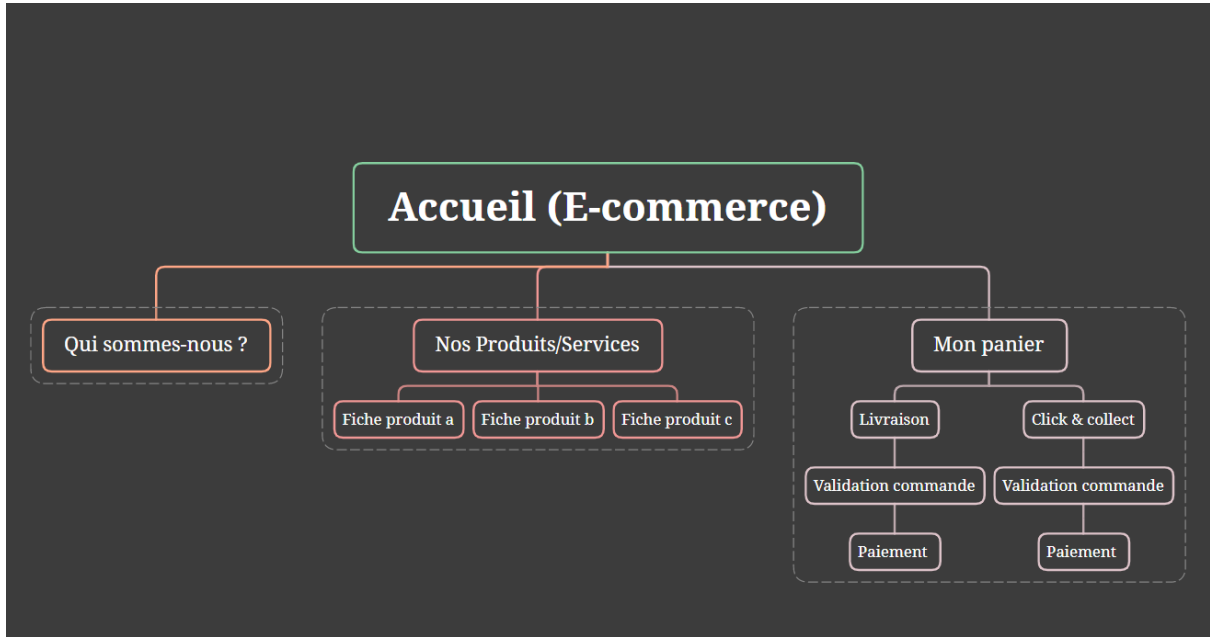 Accueil (E-commerce)
Qui sommes-nous ?
Nos Produits/Services
Mon panier
Fiche produit a
Fiche produit b
Fiche produit c
Livraison
Click & collect
Validation commande
Validation commande
Paiement
Paiement